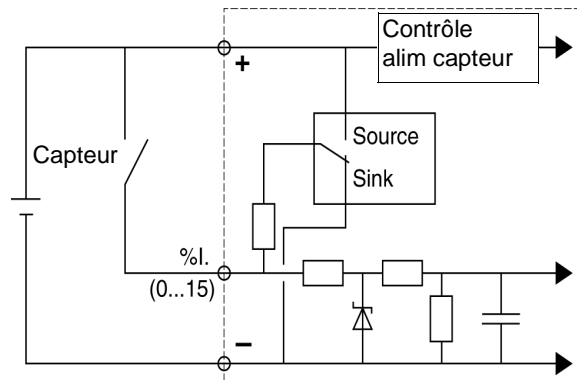 Contrôle
alim capteur
+
Source
Capteur
Sink
%I.
(0...15)
−